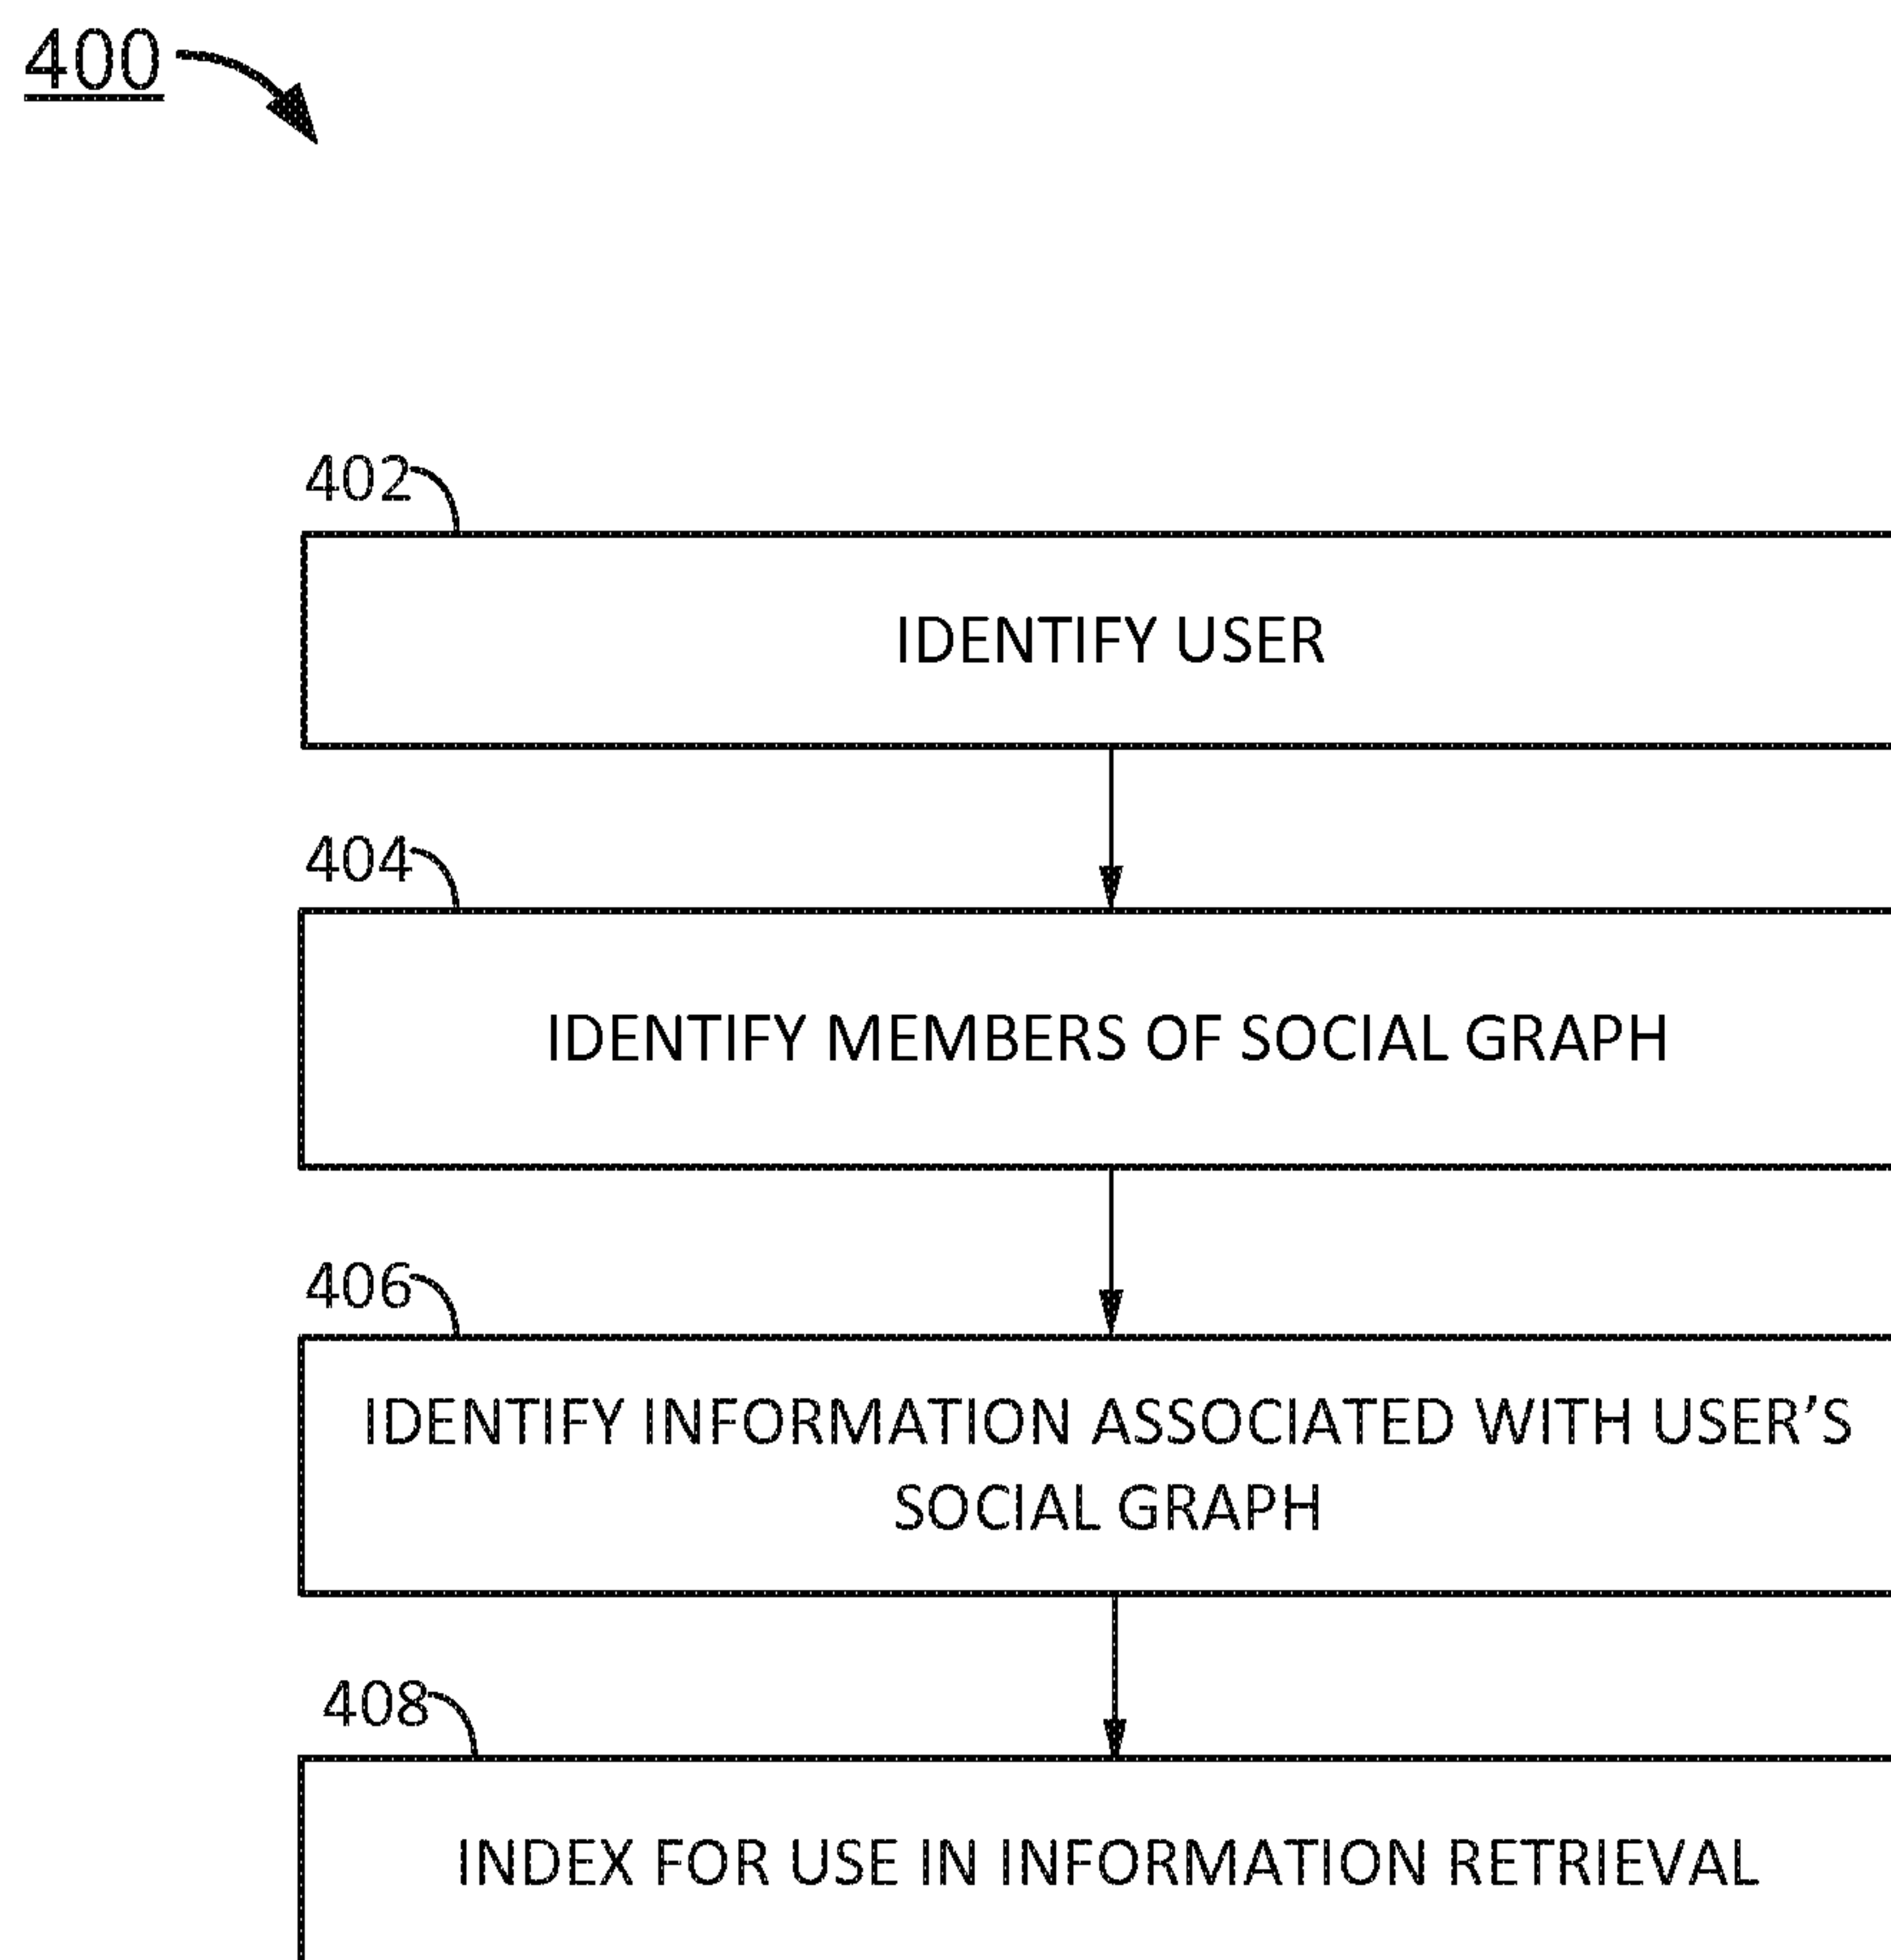 400
402
IDENTIFY USER
404
IDENTIFY MEMBERS OF SOCIAL GRAPH
406
IDENTIFY INFORMATION ASSOCIATED WITH USER’S
SOCIAL GRAPH
408
INDEX FOR USE IN INFORMATION RETRIEVAL